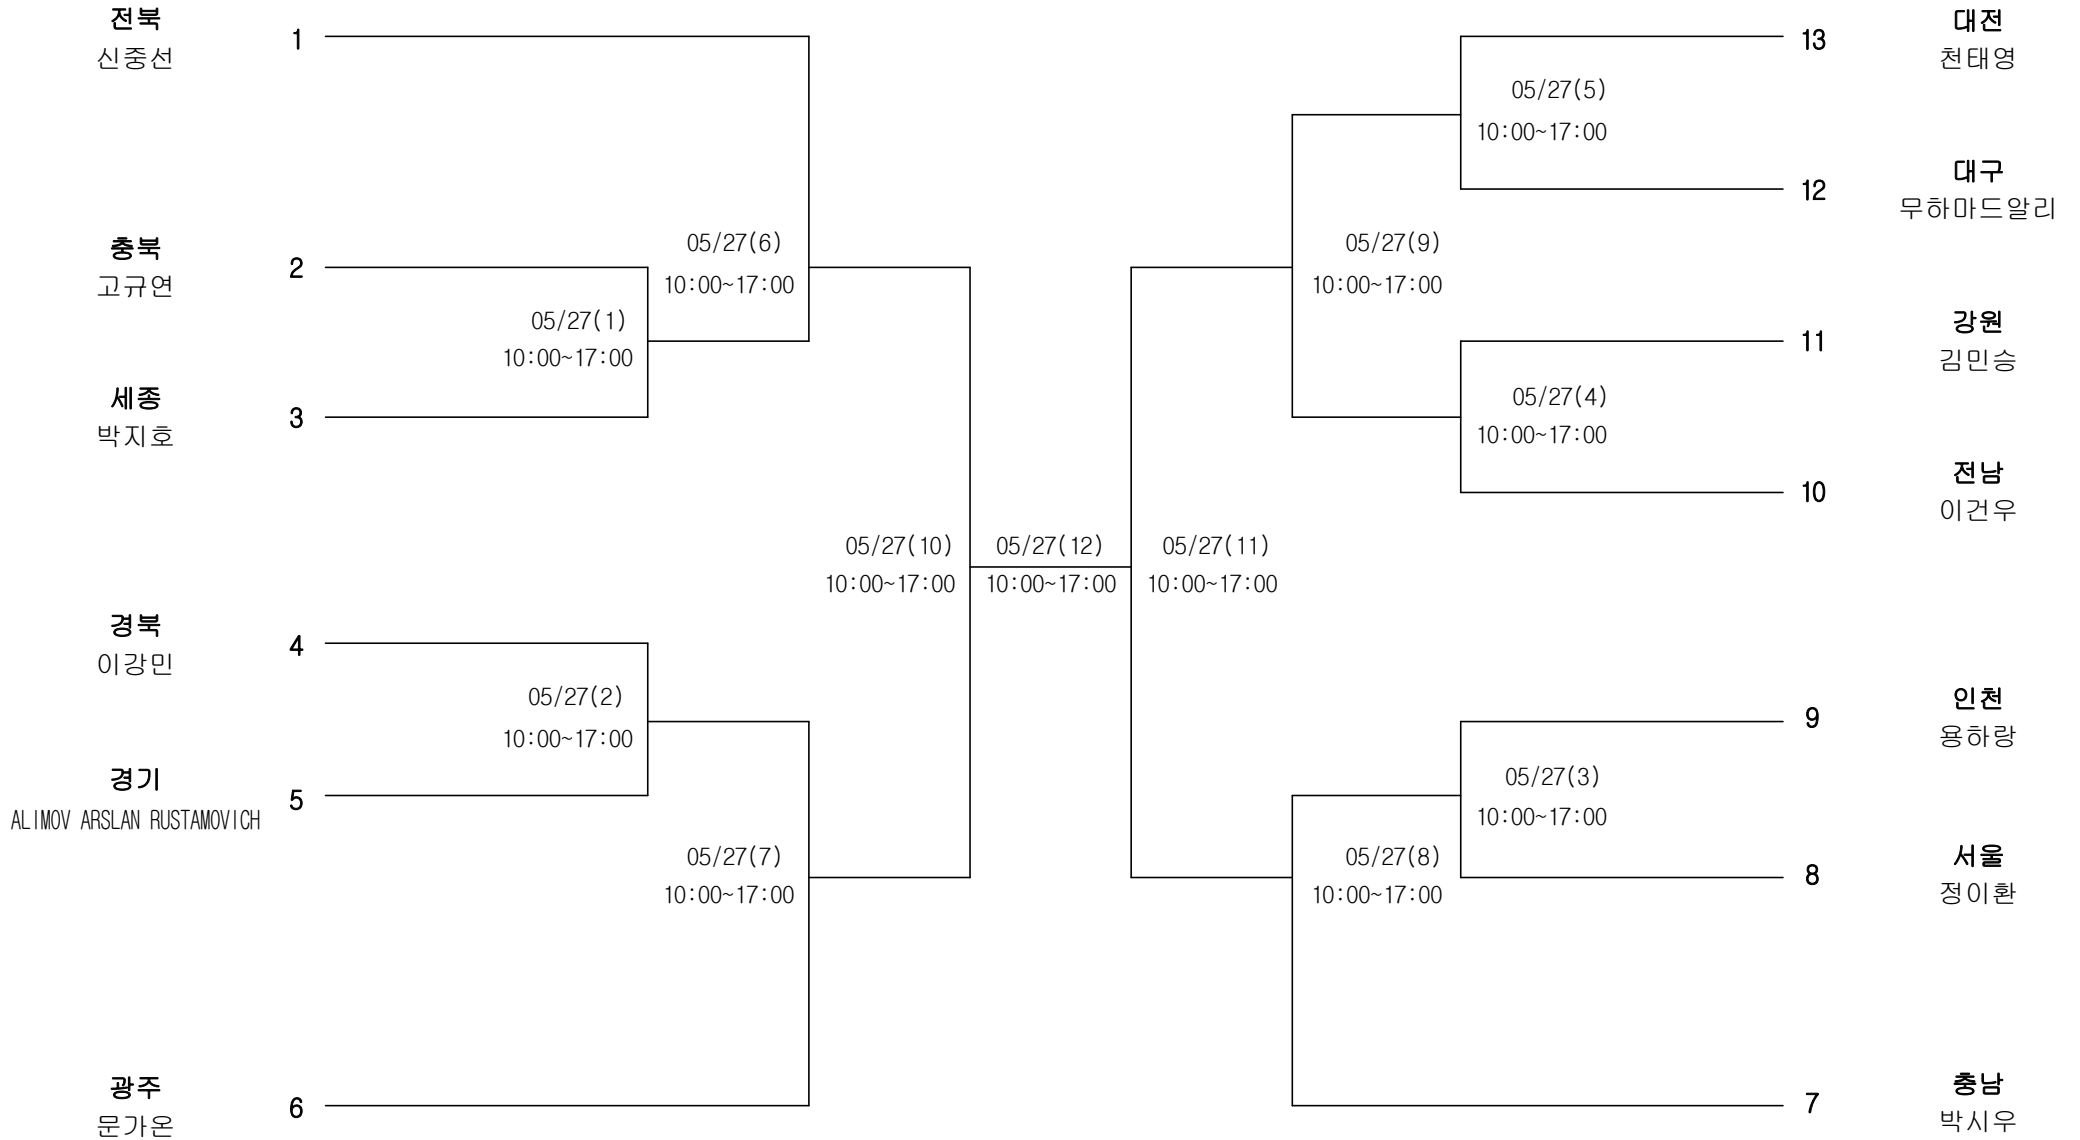 전북
신중선
1
충북
고규연
2
05/27(6)
10:00~17:00
05/27(1)
10:00~17:00
세종
박지호
3
05/27(10)
10:00~17:00
경북
이강민
4
05/27(2)
10:00~17:00
경기
ALIMOV ARSLAN RUSTAMOVICH
5
05/27(7)
10:00~17:00
광주
문가온
6
05/27(12)
10:00~17:00
13
대전
천태영
05/27(5)
10:00~17:00
12
대구
무하마드알리
05/27(9)
10:00~17:00
11
강원
김민승
05/27(4)
10:00~17:00
10
전남
이건우
05/27(11)
10:00~17:00
9
인천
용하랑
05/27(3)
10:00~17:00
8
서울
정이환
05/27(8)
10:00~17:00
7
충남
박시우